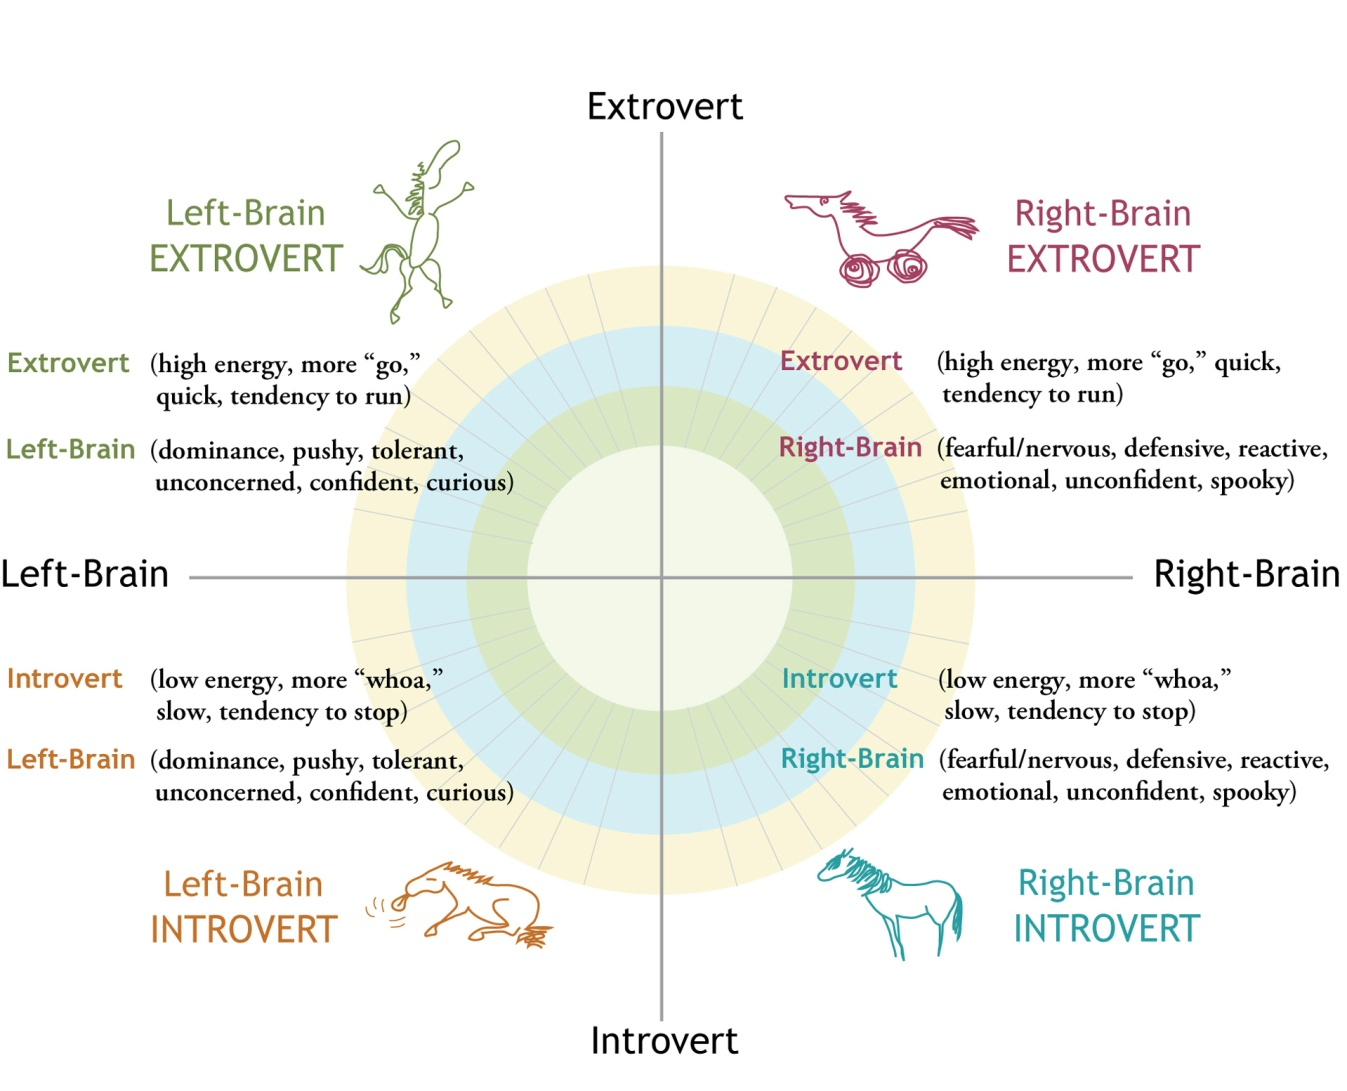 Extrovert
Left-Brain
EXTROVERT
Right-Brain
EXTROVERT
Extrovert (high energy, more “go,”
quick, tendency to run)
Left-Brain (dominance, pushy, tolerant,
unconcerned, confident, curious)
Extrovert (high energy, more “go,” quick,
tendency to run)
Right-Brain (fearful/nervous, defensive, reactive,
emotional, unconfident, spooky)
Left-Brain
Right-Brain
Introvert (low energy, more “whoa,”
slow, tendency to stop)
Left-Brain (dominance, pushy, tolerant,
unconcerned, confident, curious)
Introvert (low energy, more “whoa,”
slow, tendency to stop)
Right-Brain (fearful/nervous, defensive, reactive,
emotional, unconfident, spooky)
Left-Brain
INTROVERT
Right-Brain
INTROVERT
Introvert